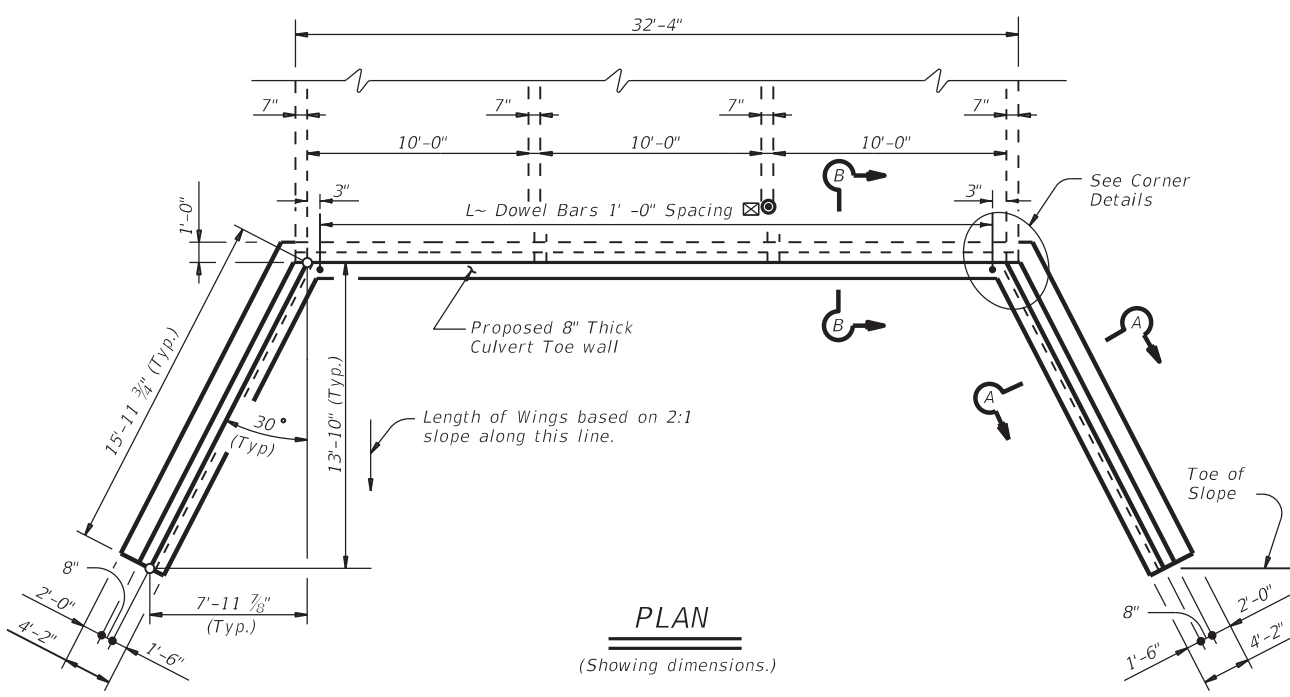 32'-4"
7" 7" 7" 7"
10'-0" 10'-0" 10'-0"
B
See Corner
Details
3" 3"
1'-0"
L~ Dowel Bars 1' -0" Spacing
Proposed 8" Thick
Culvert Toe wall
B
A
A
15'-11 3/4" (Typ.)
30°
(Typ)
13'-10" (Typ.)
Length of Wings based on 2:1
slope along this line.
Toe of
Slope
8"
2'-0"
4'-2"
1'-6"
7'-11 7/8"
(Typ.)
8"
2'-0"
1'-6"
4'-2"
PLAN
(Showing dimensions.)